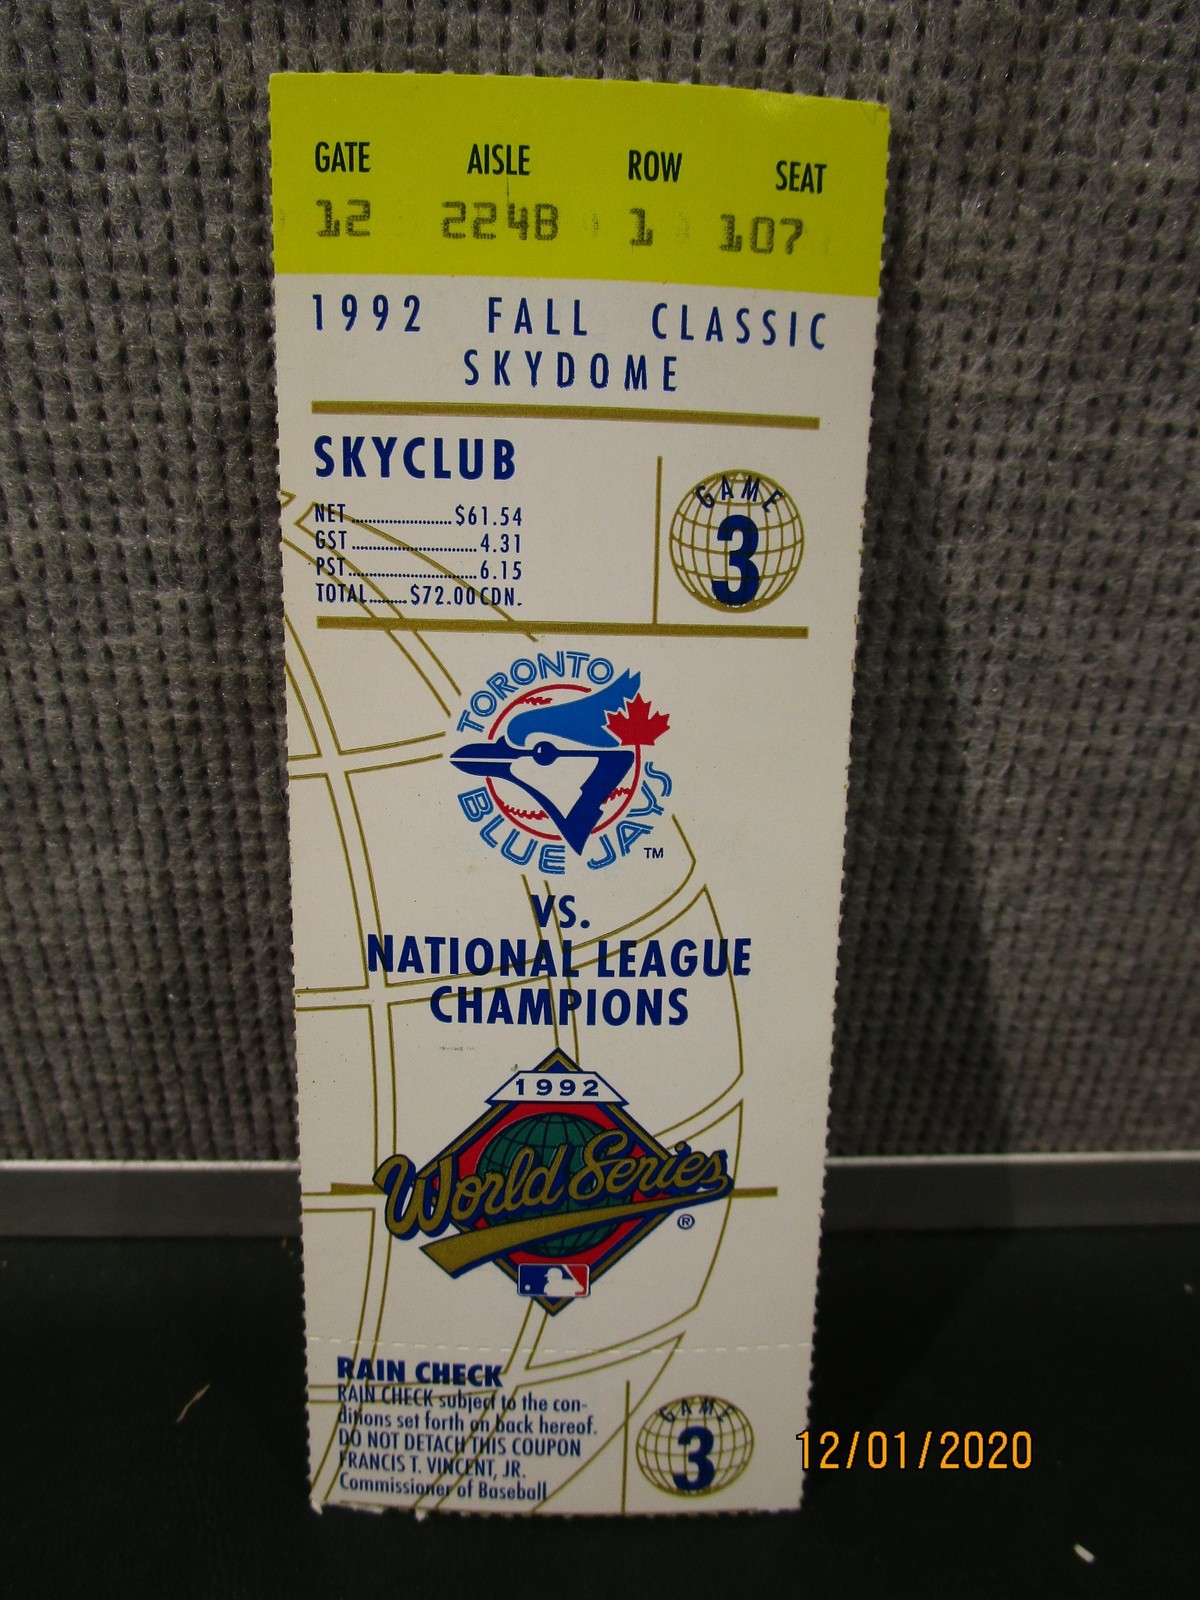 GATE AISLE ROW SEAT
12 224B 1 107
1992 FALL CLASSIC
SKYDOME
SKYCLUB
NET........................$61.54
GST..............................4.31
PST..............................6.15
TOTAL.........$72.00CDN.
GAME
3
TORONTO
BLUE JAYS
TM
VS.
NATIONAL LEAGUE
CHAMPIONS
1992
World Series
®
RAIN CHECK
RAIN CHECK subject to the con-
ditions set forth on back hereof.
DO NOT DETACH THIS COUPON
FRANCIS T. VINCENT, JR.
Commissioner of Baseball
GAME
3
12/01/2020